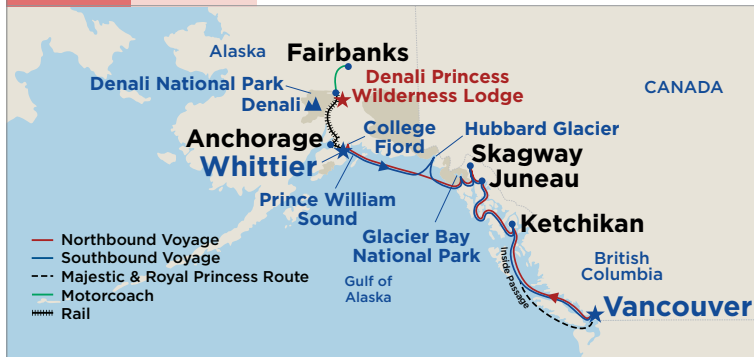 Alaska
Fairbanks
Denali National Park
Denali
Denali Princess
Wilderness Lodge
CANADA
Anchorage
Whittier
College
Fjord
Hubbard Glacier
Skagway
Juneau
Prince William
Sound
Glacier Bay
National Park
Ketchikan
Northbound Voyage
Southbound Voyage
Majestic & Royal Princess Route
Motorcoach
Rail
Gulf of
Alaska
Inside Passage
British
Columbia
Vancouver